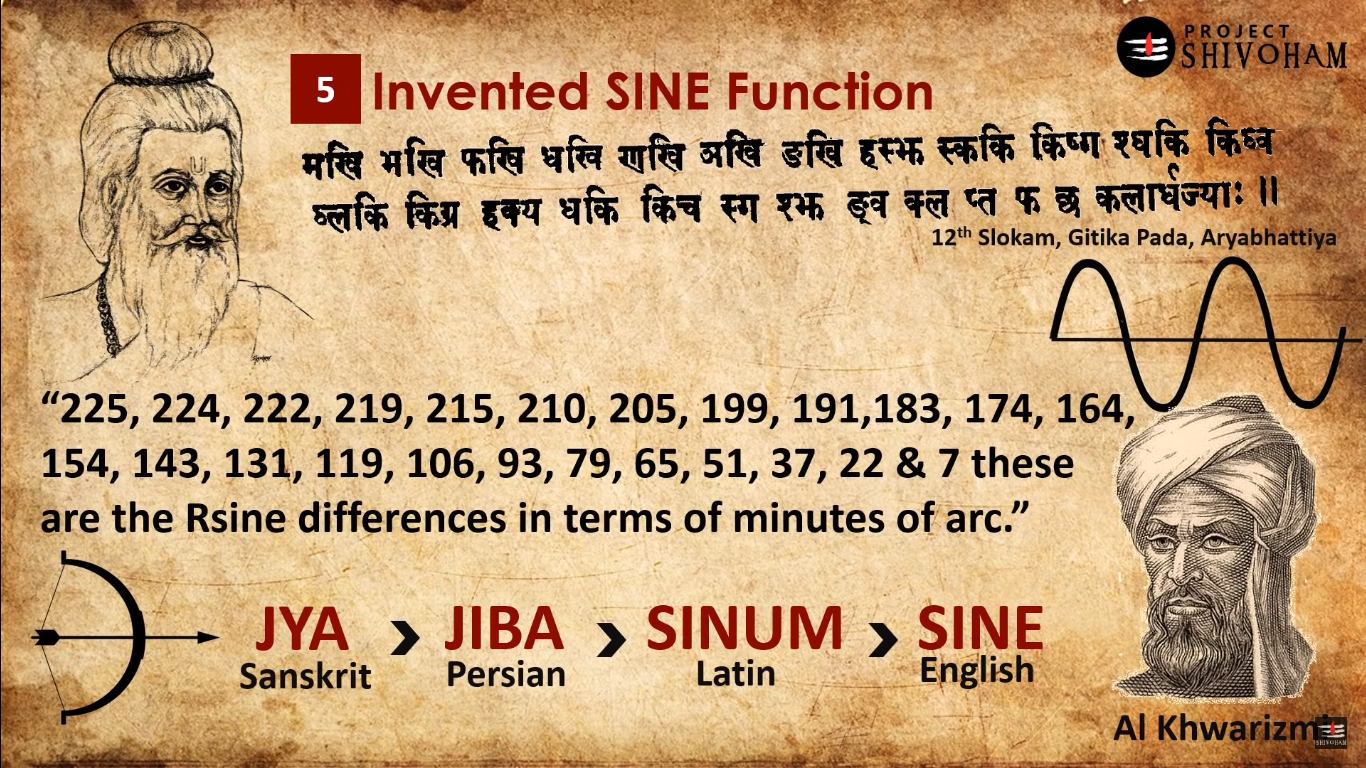 PROJECT
SHIVOHAM
5 Invented SINE Function
मखि भखि फखि धखि णखि ञखि ङखि हस्झ स्ककि किष्ग श्घकि किघ्व
घ्लकि किग्र हक्य धकि किच स्ग श्झ ङ्व क्ल प्त फ छ कलार्धज्याः ॥
12th Slokam, Gitika Pada, Aryabhattiya
“225, 224, 222, 219, 215, 210, 205, 199, 191,183, 174, 164,
154, 143, 131, 119, 106, 93, 79, 65, 51, 37, 22 & 7 these
are the Rsine differences in terms of minutes of arc.”
JYA > JIBA > SINUM > SINE
Sanskrit Persian Latin English
Al Khwarizmi
SHIVOHAM